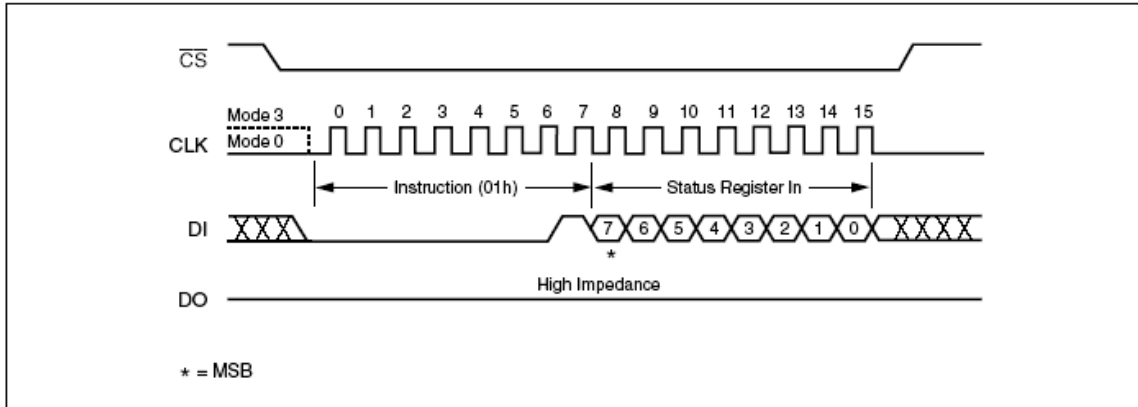 CS
Mode 3 0 1 2 3 4 5 6 7 8 9 10 11 12 13 14 15
CLK Mode 0
Instruction (01h) Status Register In
DI 7 6 5 4 3 2 1 0
*
High Impedance
DO
* = MSB